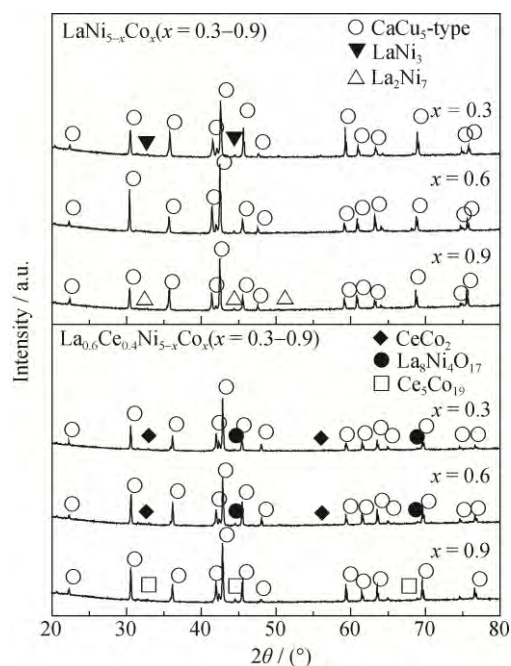 LaNi₅₋ₓCoₓ(x = 0.3–0.9)
CaCu₅-type
LaNi₃
La₂Ni₇
x = 0.3
x = 0.6
x = 0.9
Intensity / a.u.
La₀.₆Ce₀.₄Ni₅₋ₓCoₓ(x = 0.3–0.9)
CeCo₂
La₈Ni₄O₁₇
Ce₅Co₁₉
x = 0.3
x = 0.6
x = 0.9
20 30 40 50 60 70 80
2θ / (°)